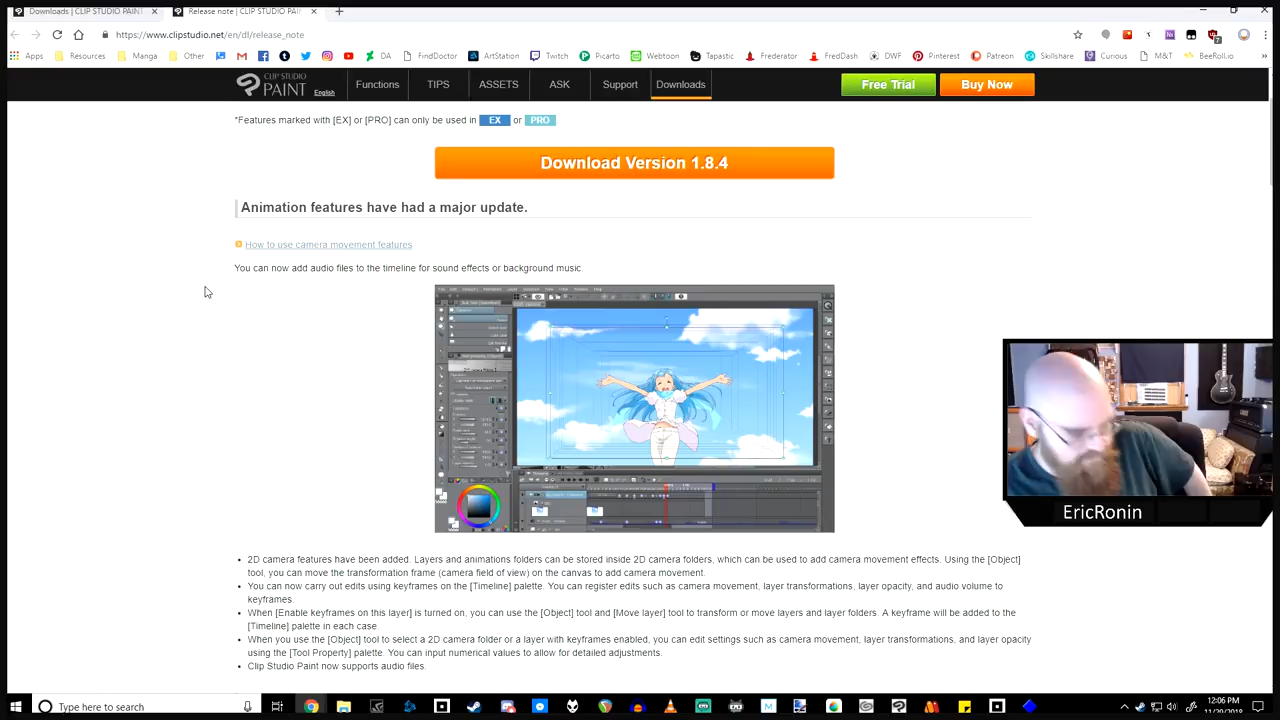 Downloads | CLIP STUDIO PAI
Release note | CLIP STUDIO PAI
https://www.clipstudio.net/en/dl/release_note
Apps Resources Manga Other DA FindDoctor ArtStation Twitch Picarto Webtoon Tapastic Frederator FredDash DWF Pinterest Patreon Skillshare Curious M&T BeeRoll.io
CLIP STUDIO PAINT English Functions TIPS ASSETS ASK Support Downloads Free Trial Buy Now
*Features marked with [EX] or [PRO] can only be used in EX or PRO
Download Version 1.8.4
Animation features have had a major update.
How to use camera movement features
You can now add audio files to the timeline for sound effects or background music.
EricRonin
• 2D camera features have been added. Layers and animations folders can be stored inside 2D camera folders, which can be used to add camera movement effects. Using the [Object]
tool, you can move the transformation frame (camera field of view) on the canvas to add camera movement.
• You can now carry out edits using keyframes on the [Timeline] palette. You can register edits such as camera movement, layer transformations, layer opacity, and audio volume to
keyframes.
• When [Enable keyframes on this layer] is turned on, you can use the [Object] tool and [Move layer] tool to transform or move layers and layer folders. A keyframe will be added to the
[Timeline] palette in each case.
• When you use the [Object] tool to select a 2D camera folder or a layer with keyframes enabled, you can edit settings such as camera movement, layer transformations, and layer opacity
using the [Tool Property] palette. You can input numerical values to allow for detailed adjustments.
• Clip Studio Paint now supports audio files.
Type here to search
12:06 PM